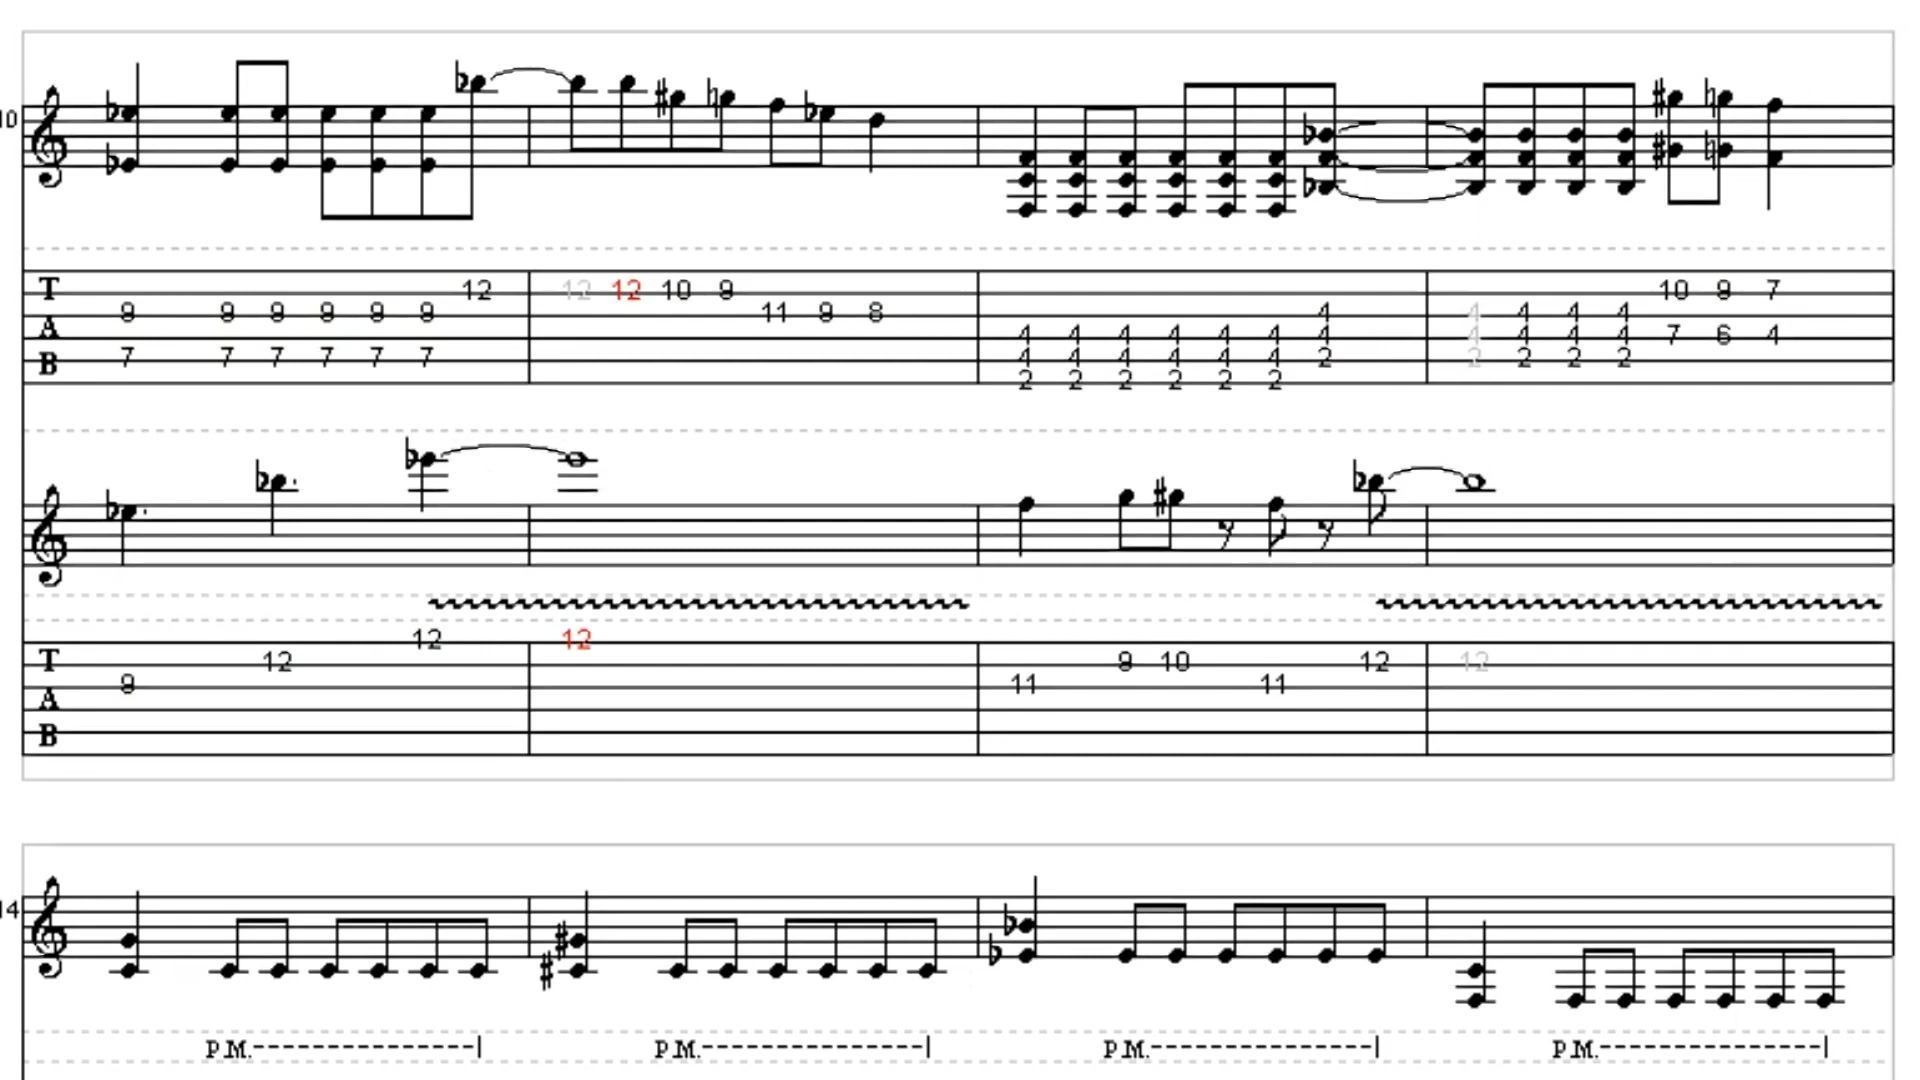 10
T 12 12 12 10 9 10 9 7
9 9 9 9 9 9 11 9 8 4 4 4 4 4
A 4 4 4 4 4 4 4 4 4 4 4 7 6 4
B 7 7 7 7 7 7 4 4 4 4 4 4 2 2 2 2 2
2 2 2 2 2 2
12 12
T 12 9 10 12 12
9 11 11
A
B
14
P.M. P.M. P.M. P.M.